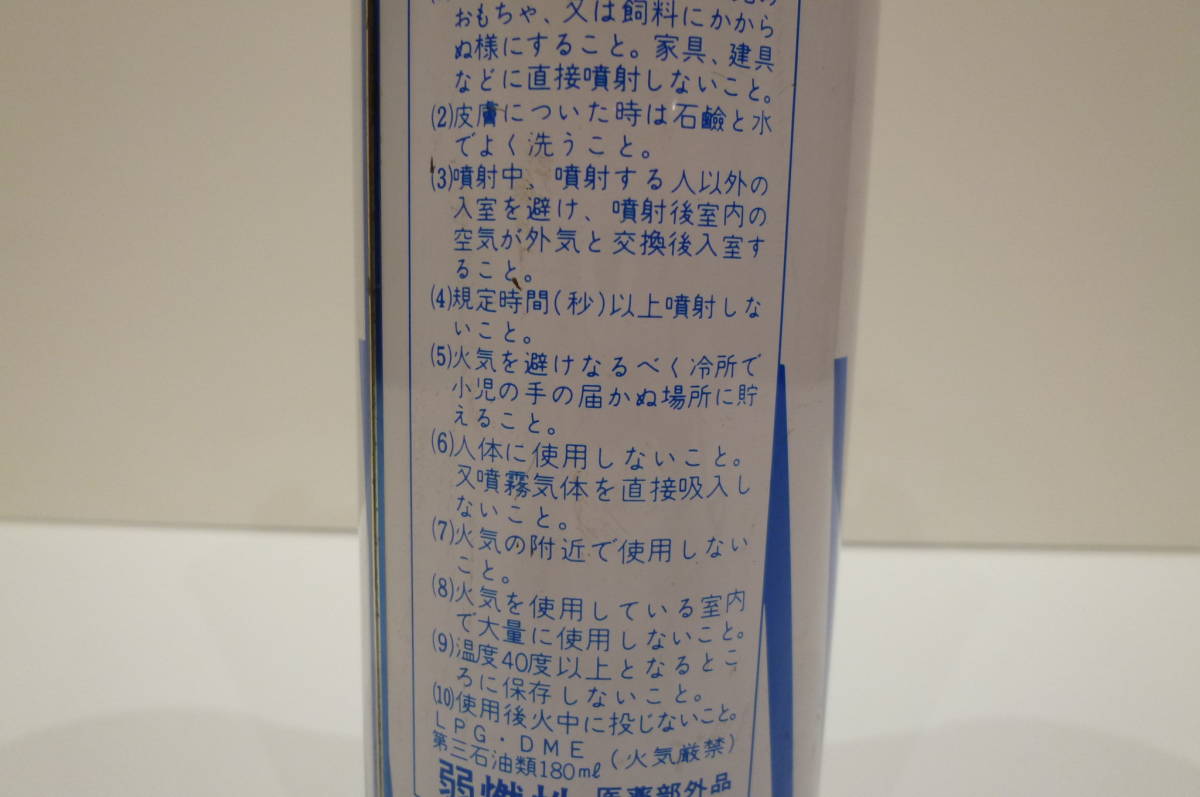 おもちゃ、又は飼料にかから
ぬ様にすること。家具、建具
などに直接噴射しないこと。
(2)皮膚についた時は石鹼と水
でよく洗うこと。
(3)噴射中、噴射する人以外の
入室を避け、噴射後室内の
空気が外気と交換後入室す
ること。
(4)規定時間(秒)以上噴射しな
いこと。
(5)火気を避けなるべく冷所で
小児の手の届かぬ場所に貯
えること。
(6)人体に使用しないこと。
又噴霧気体を直接吸入し
ないこと。
(7)火気の附近で使用しない
こと。
(8)火気を使用している室内
で大量に使用しないこと。
(9)温度40度以上となるとこ
ろに保存しないこと。
(10)使用後火中に投じないこと。
LPG・DME
第三石油類180ml (火気厳禁)
弱燃性 医薬部外品